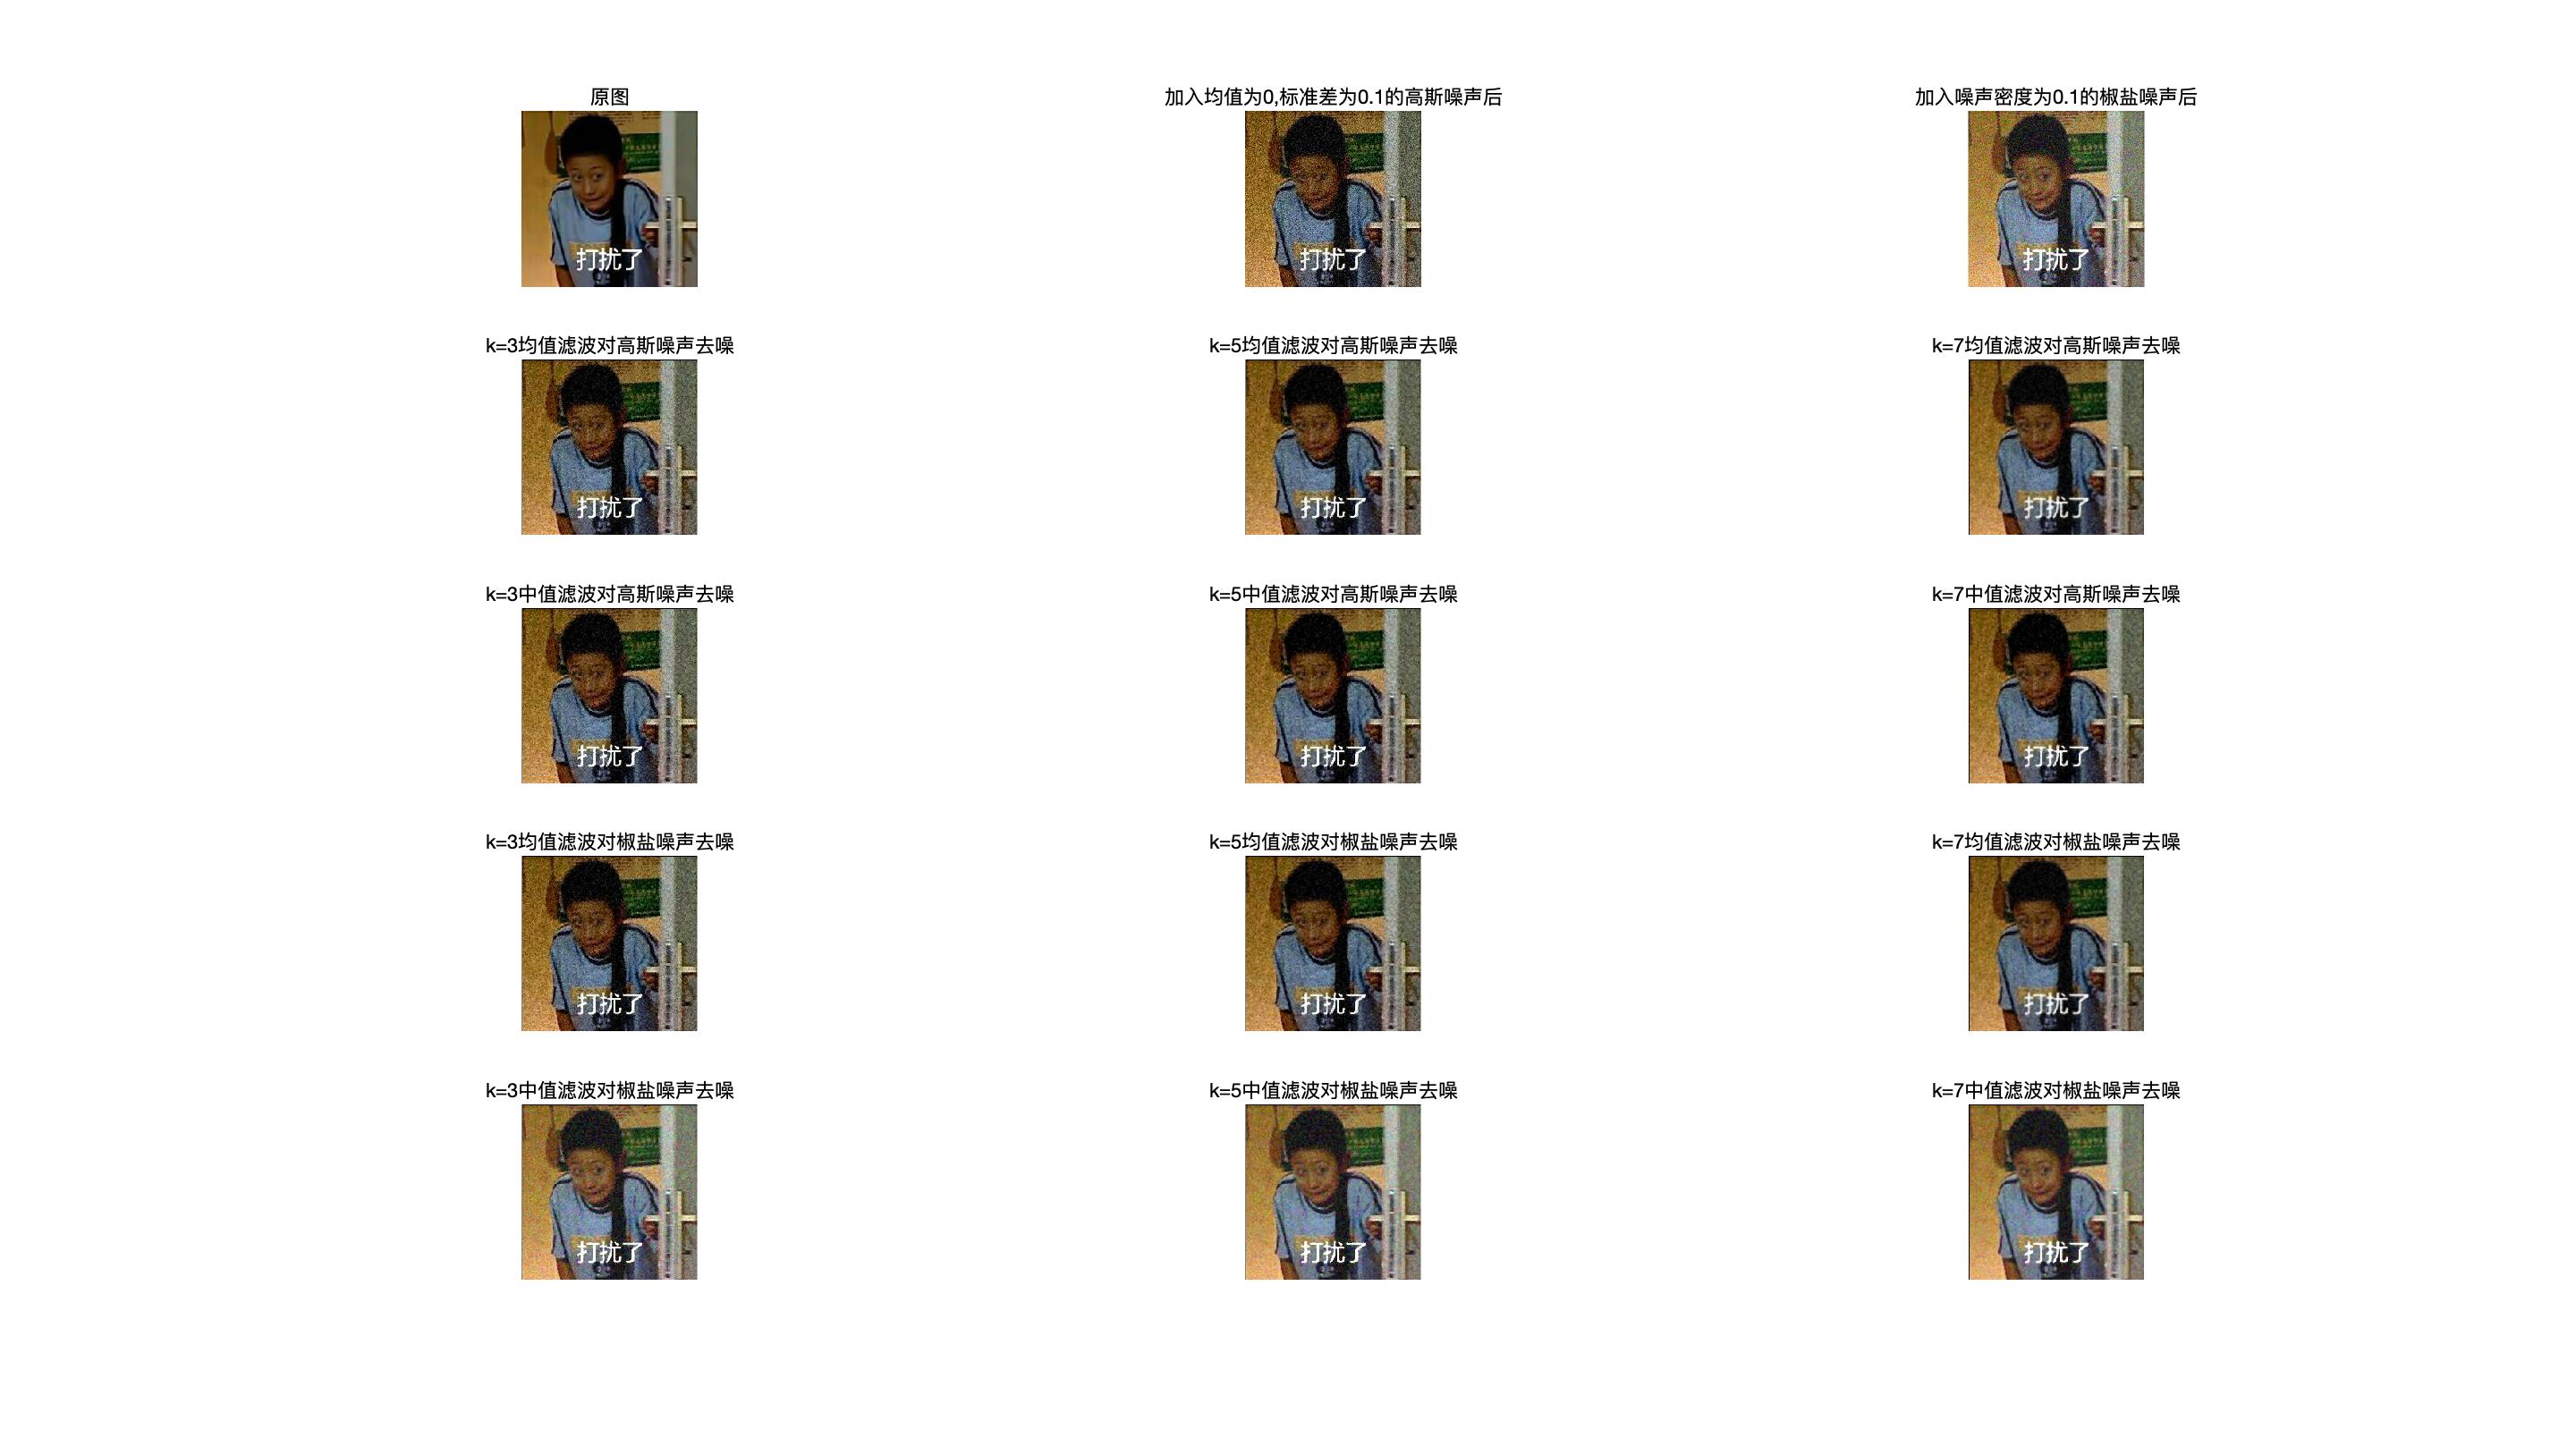 原图
加入均值为0,标准差为0.1的高斯噪声后
加入噪声密度为0.1的椒盐噪声后
打扰了
打扰了
打扰了
k=3均值滤波对高斯噪声去噪
k=5均值滤波对高斯噪声去噪
k=7均值滤波对高斯噪声去噪
打扰了
打扰了
打扰了
k=3中值滤波对高斯噪声去噪
k=5中值滤波对高斯噪声去噪
k=7中值滤波对高斯噪声去噪
打扰了
打扰了
打扰了
k=3均值滤波对椒盐噪声去噪
k=5均值滤波对椒盐噪声去噪
k=7均值滤波对椒盐噪声去噪
打扰了
打扰了
打扰了
k=3中值滤波对椒盐噪声去噪
k=5中值滤波对椒盐噪声去噪
k=7中值滤波对椒盐噪声去噪
打扰了
打扰了
打扰了